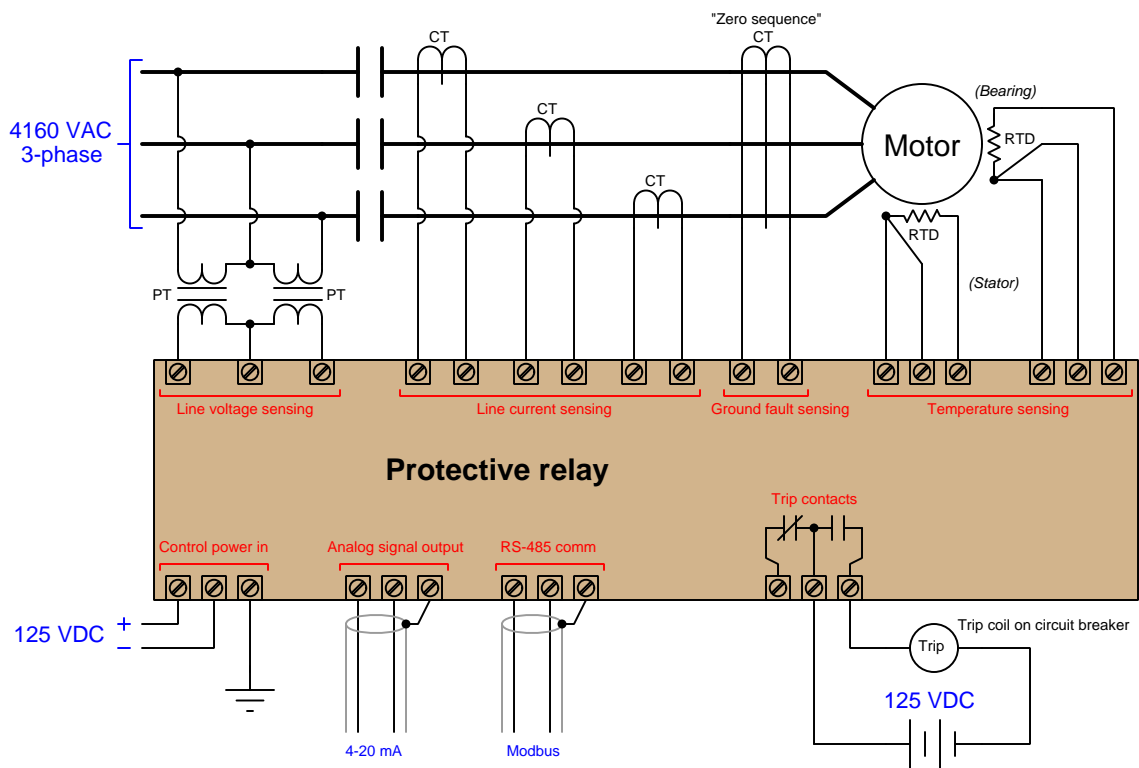 "Zero sequence"
CT
CT
CT
CT
4160 VAC
3-phase
Motor
(Bearing)
RTD
RTD
(Stator)
PT
PT
Line voltage sensing
Line current sensing
Ground fault sensing
Temperature sensing
Protective relay
Trip contacts
Control power in
Analog signal output
RS-485 comm
125 VDC
+
−
Trip coil on circuit breaker
Trip
125 VDC
4-20 mA
Modbus